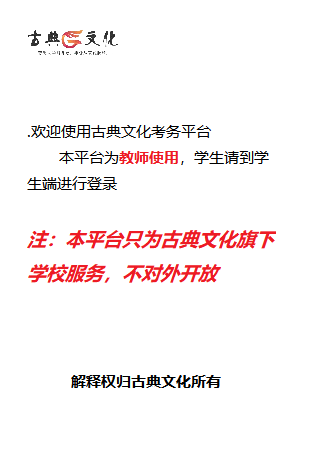 古典文化
.欢迎使用古典文化考务平台
本平台为教师使用，学生请到学
生端进行登录
注：本平台只为古典文化旗下
学校服务，不对外开放
解释权归古典文化所有